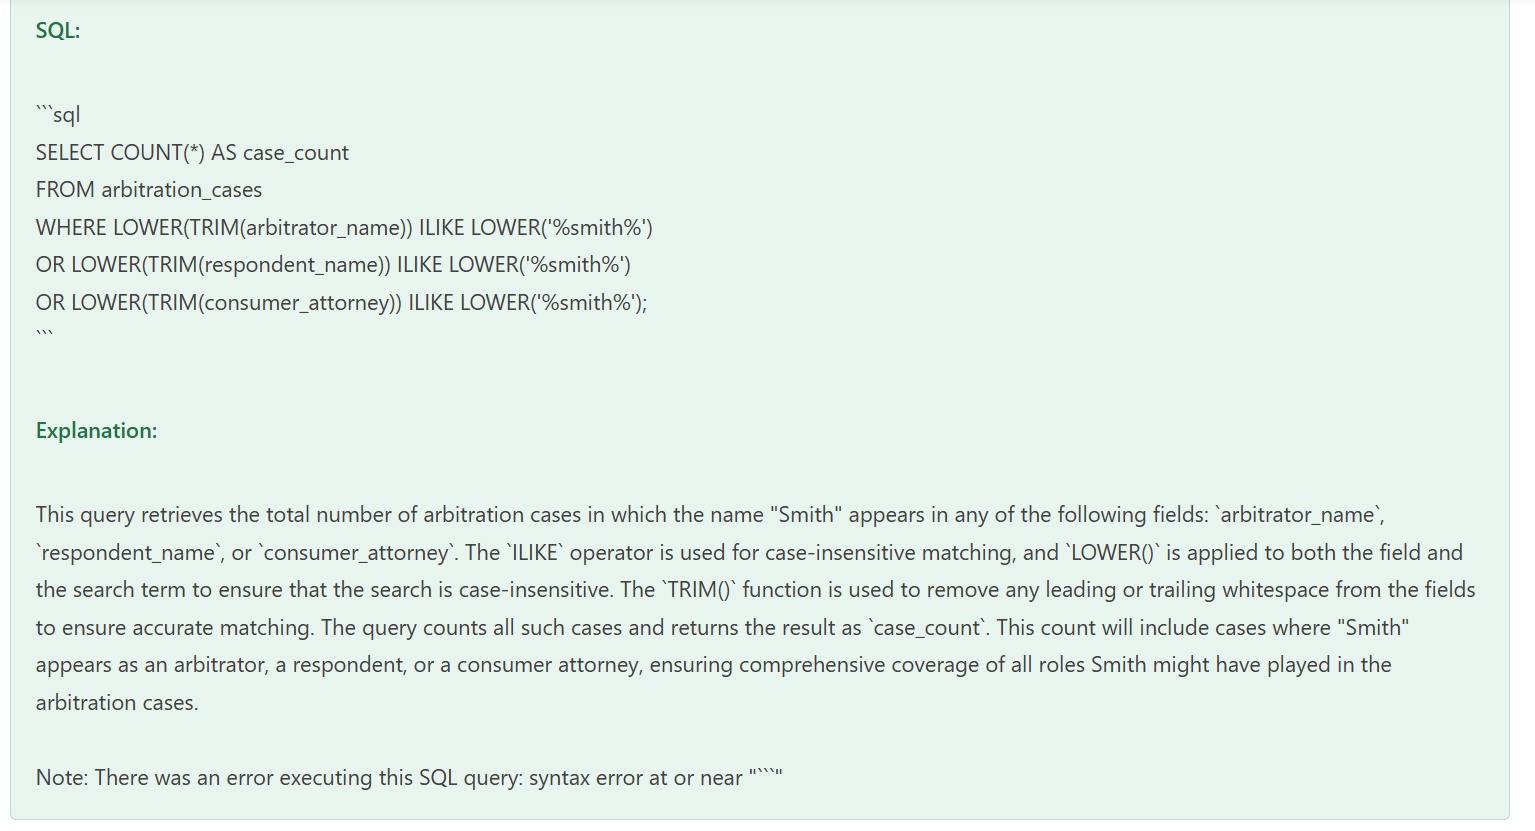 SQL:
```sql
SELECT COUNT(*) AS case_count
FROM arbitration_cases
WHERE LOWER(TRIM(arbitrator_name)) ILIKE LOWER('%smith%')
OR LOWER(TRIM(respondent_name)) ILIKE LOWER('%smith%')
OR LOWER(TRIM(consumer_attorney)) ILIKE LOWER('%smith%');
```
Explanation:
This query retrieves the total number of arbitration cases in which the name "Smith" appears in any of the following fields: `arbitrator_name`,
`respondent_name`, or `consumer_attorney`. The `ILIKE` operator is used for case-insensitive matching, and `LOWER()` is applied to both the field and
the search term to ensure that the search is case-insensitive. The `TRIM()` function is used to remove any leading or trailing whitespace from the fields
to ensure accurate matching. The query counts all such cases and returns the result as `case_count`. This count will include cases where "Smith"
appears as an arbitrator, a respondent, or a consumer attorney, ensuring comprehensive coverage of all roles Smith might have played in the
arbitration cases.
Note: There was an error executing this SQL query: syntax error at or near "```"